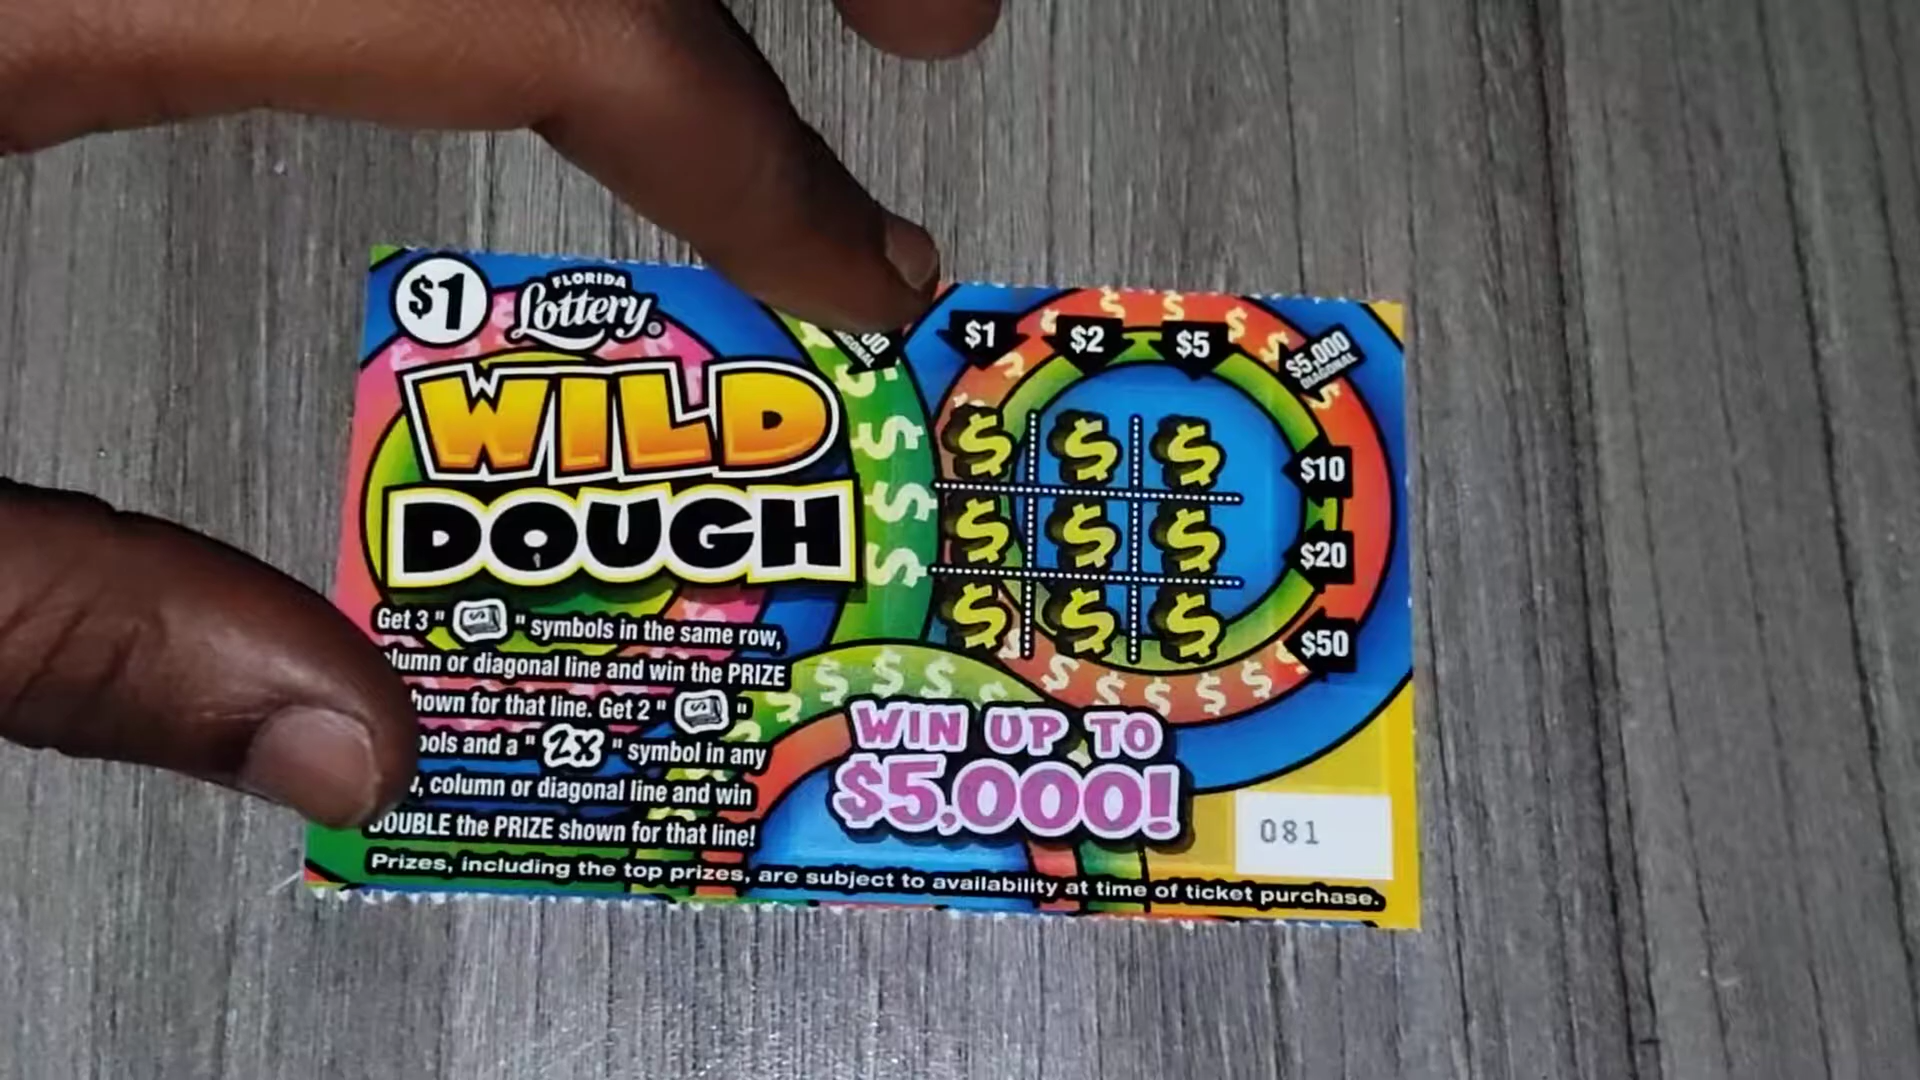 $1
FLORIDA
Lottery®
WILD
DOUGH
Get 3 " " symbols in the same row,
or diagonal line and win the PRIZE
for that line. Get 2 " "
and a " 2X " symbol in any
column or diagonal line and win
DOUBLE the PRIZE shown for that line!
Prizes, including the top prizes, are subject to availability at time of ticket purchase.
$1
$2
$5
$5,000
DIAGONAL
$10
$20
$50
WIN UP TO
$5,000!
081